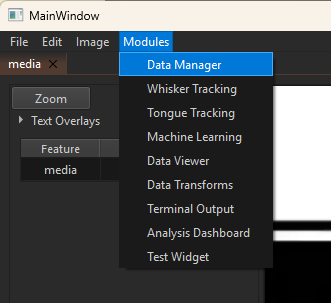 MainWindow
File Edit Image Modules
media ×
Data Manager
Zoom
Whisker Tracking
Text Overlays
Tongue Tracking
Feature
Machine Learning
media
Data Viewer
Data Transforms
Terminal Output
Analysis Dashboard
Test Widget